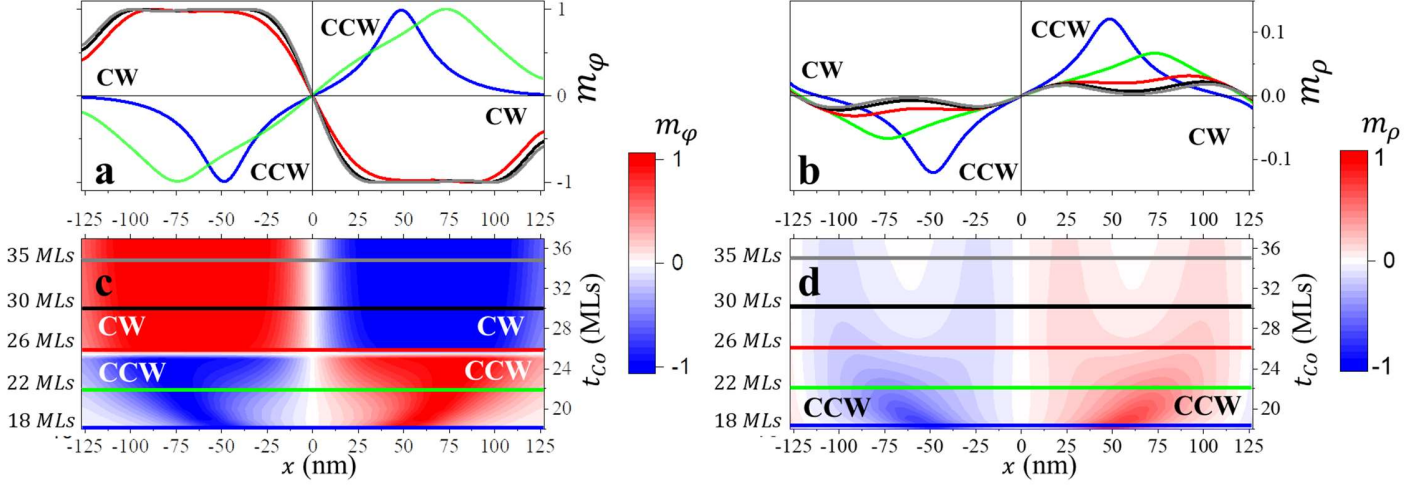 CCW
1
CW
m_φ
0
CW
a
CCW
-1
-125 -100 -75 -50 -25 0 25 50 75 100 125
CCW
0.1
CW
m_ρ
0.0
CW
b
CCW
-0.1
-125 -100 -75 -50 -25 0 25 50 75 100 125
m_φ
1
0
-1
m_ρ
1
0
-1
35 MLs
30 MLs
26 MLs
22 MLs
18 MLs
c
CW
CW
CCW
CCW
36
32
28
24
20
t_Co (MLs)
-125 -100 -75 -50 -25 0 25 50 75 100 125
x (nm)
35 MLs
30 MLs
26 MLs
22 MLs
18 MLs
d
CCW
CCW
36
32
28
24
20
t_Co (MLs)
-125 -100 -75 -50 -25 0 25 50 75 100 125
x (nm)